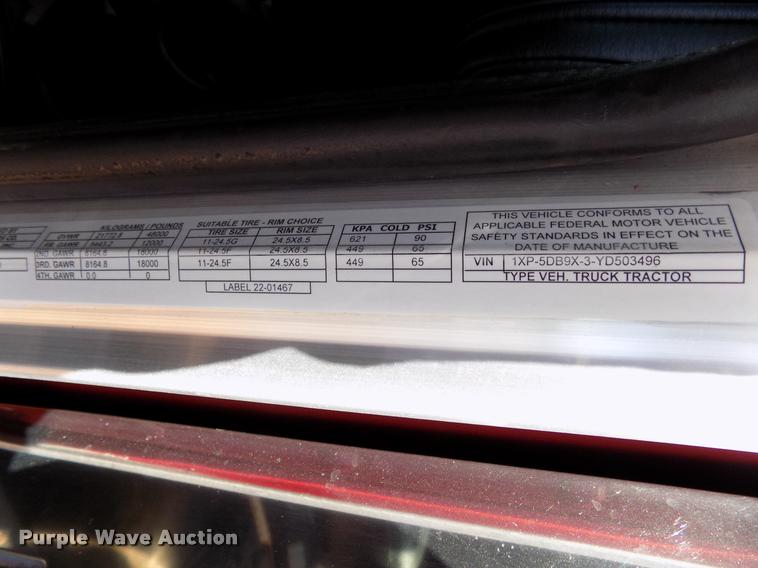 KILOGRAMS / POUNDS
GVWR 21772.8 48000
FR. GAWR 5443.2 12000
2ND. GAWR 8164.8 18000
3RD. GAWR 8164.8 18000
4TH. GAWR 0.0 0
SUITABLE TIRE - RIM CHOICE
TIRE SIZE RIM SIZE
11-24.5G 24.5X8.5
11-24.5F 24.5X8.5
11-24.5F 24.5X8.5
LABEL 22-01467
KPA COLD PSI
621 90
449 65
449 65
THIS VEHICLE CONFORMS TO ALL
APPLICABLE FEDERAL MOTOR VEHICLE
SAFETY STANDARDS IN EFFECT ON THE
DATE OF MANUFACTURE
VIN 1XP-5DB9X-3-YD503496
TYPE VEH. TRUCK TRACTOR
Purple Wave Auction